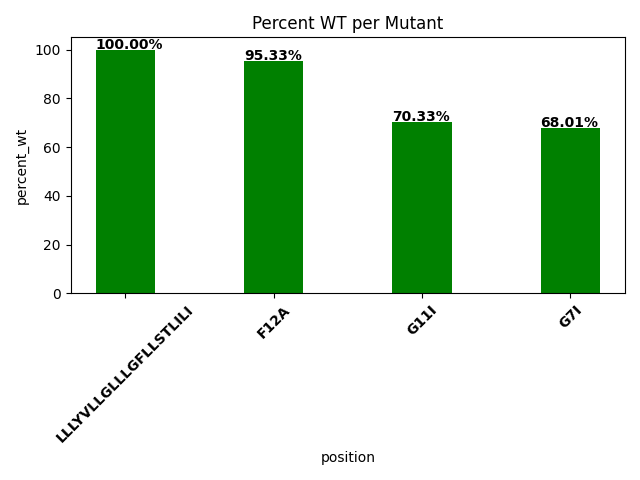 Percent WT per Mutant
percent_wt
100
80
60
40
20
0
100.00%
95.33%
70.33%
68.01%
LLLYVLLGLLLGFLLSTLILI
F12A
G11I
G7I
position